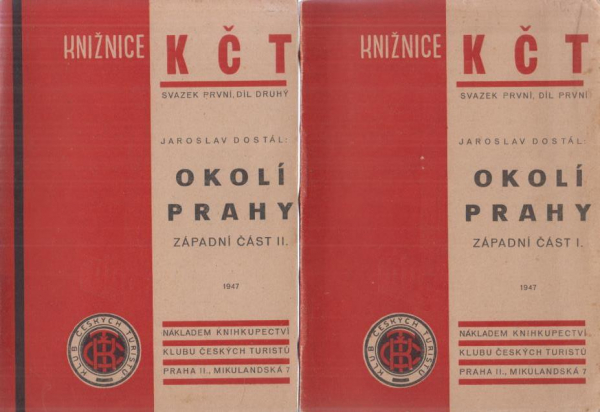 KNIŽNICE KČT
SVAZEK PRVNÍ, DÍL DRUHÝ
JAROSLAV DOSTÁL:
OKOLÍ
PRAHY
ZÁPADNÍ ČÁST II.
1947
KLUB ČESKÝCH TURISTŮ
NÁKLADEM KNIHKUPECTVÍ
KLUBU ČESKÝCH TURISTŮ
PRAHA II., MIKULANDSKÁ 7
KNIŽNICE KČT
SVAZEK PRVNÍ, DÍL PRVNÍ
JAROSLAV DOSTÁL:
OKOLÍ
PRAHY
ZÁPADNÍ ČÁST I.
1947
KLUB ČESKÝCH TURISTŮ
NÁKLADEM KNIHKUPECTVÍ
KLUBU ČESKÝCH TURISTŮ
PRAHA II., MIKULANDSKÁ 7